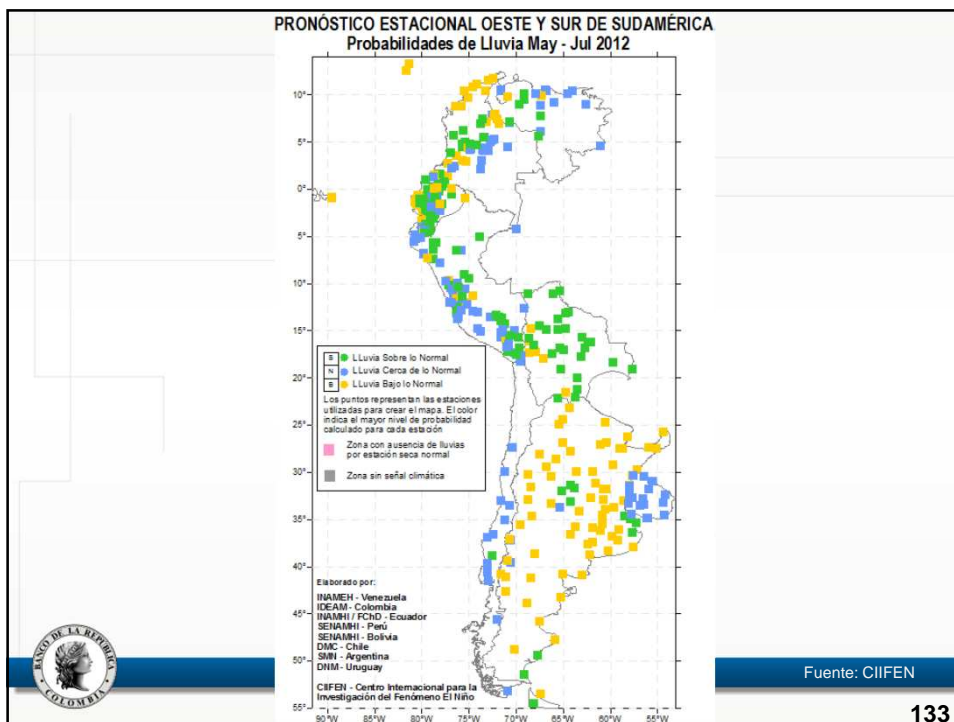 PRONÓSTICO ESTACIONAL OESTE Y SUR DE SUDAMÉRICA
Probabilidades de Lluvia May - Jul 2012
10°
5°
0°
5°
10°
15°
20°
25°
30°
35°
40°
45°
50°
55°
S LLuvia Sobre lo Normal
N LLuvia Cerca de lo Normal
B LLuvia Bajo lo Normal
Los puntos representan las estaciones
utilizadas para crear el mapa. El color
indica el mayor nivel de probabilidad
calculado para cada estación
Zona con ausencia de lluvias
por estación seca normal
Zona sin señal climática
Elaborado por:
INAMEH - Venezuela
IDEAM - Colombia
INAMHI / FChD - Ecuador
SENAMHI - Perú
SENAMHI - Bolivia
DMC - Chile
SMN - Argentina
DNM - Uruguay
CIIFEN - Centro Internacional para la
Investigación del Fenómeno El Niño
90°W 85°W 80°W 75°W 70°W 65°W 60°W 55°W
BANCO DE LA REPÚBLICA
COLOMBIA
Fuente: CIIFEN
133